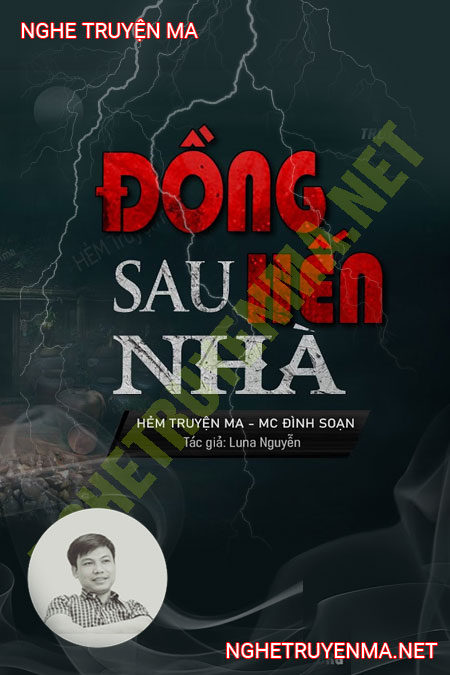 NGHE TRUYỆN MA
ĐỒNG
SAU HẾN
NHÀ
HẺM TRUYỆN MA - MC ĐÌNH SOẠN
Tác giả: Luna Nguyễn
NGHETRUYENMA.NET
NGHETRUYENMA.NET